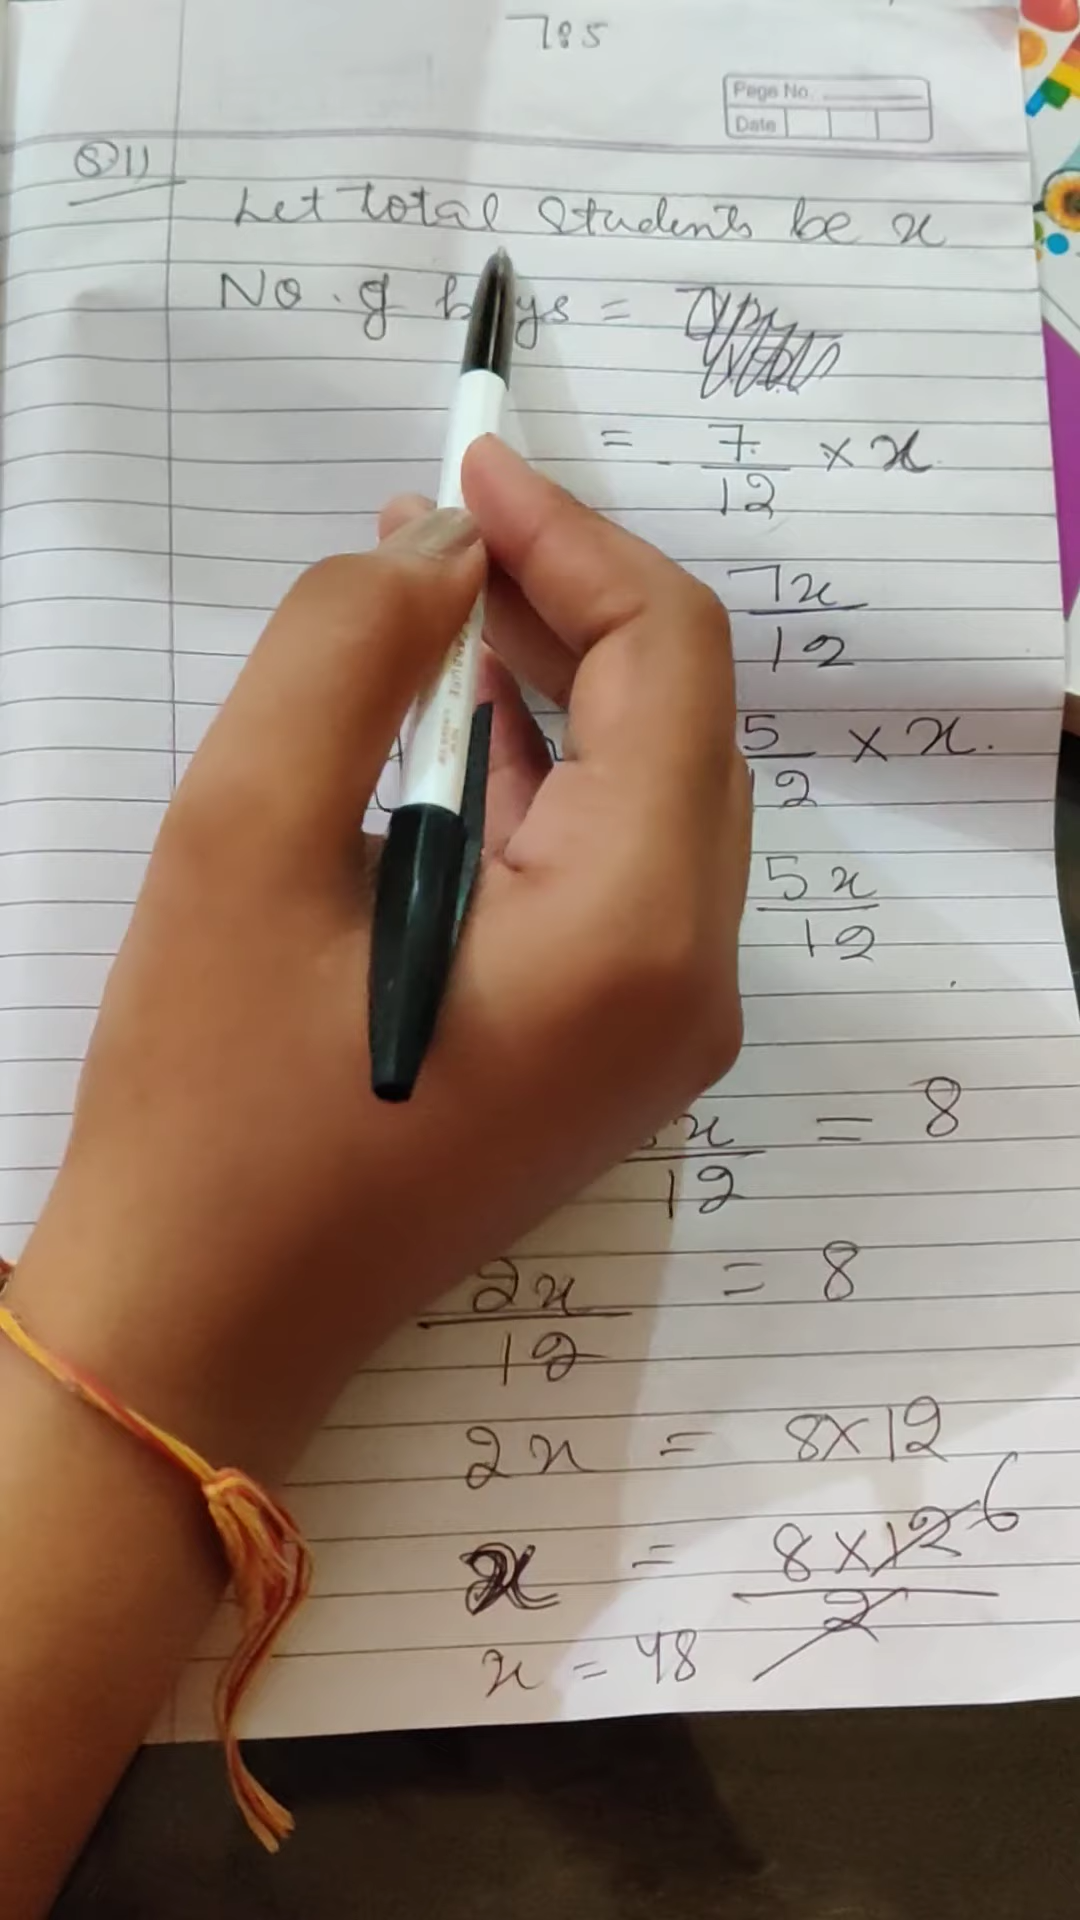 7:5
Page No.
Date
Q11)
Let total students be x
No. of boys =
= 7/12 × x
7x/12
5/12 × x.
5x/12
x/12 = 8
2x/12 = 8
2x = 8×12
x = 8×12/2 6
x = 48